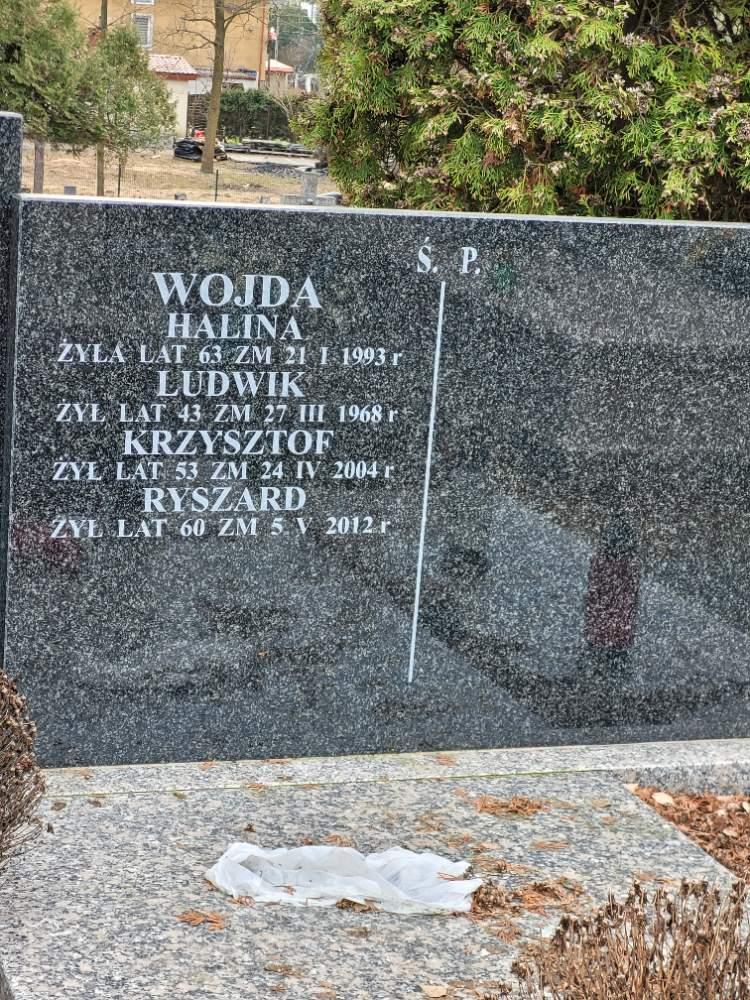 Ś. P.
WOJDA
HALINA
ŻYŁA LAT 63 ZM 21 I 1993 r
LUDWIK
ŻYŁ LAT 43 ZM 27 III 1968 r
KRZYSZTOF
ŻYŁ LAT 53 ZM 24 IV 2004 r
RYSZARD
ŻYŁ LAT 60 ZM 5 V 2012 r